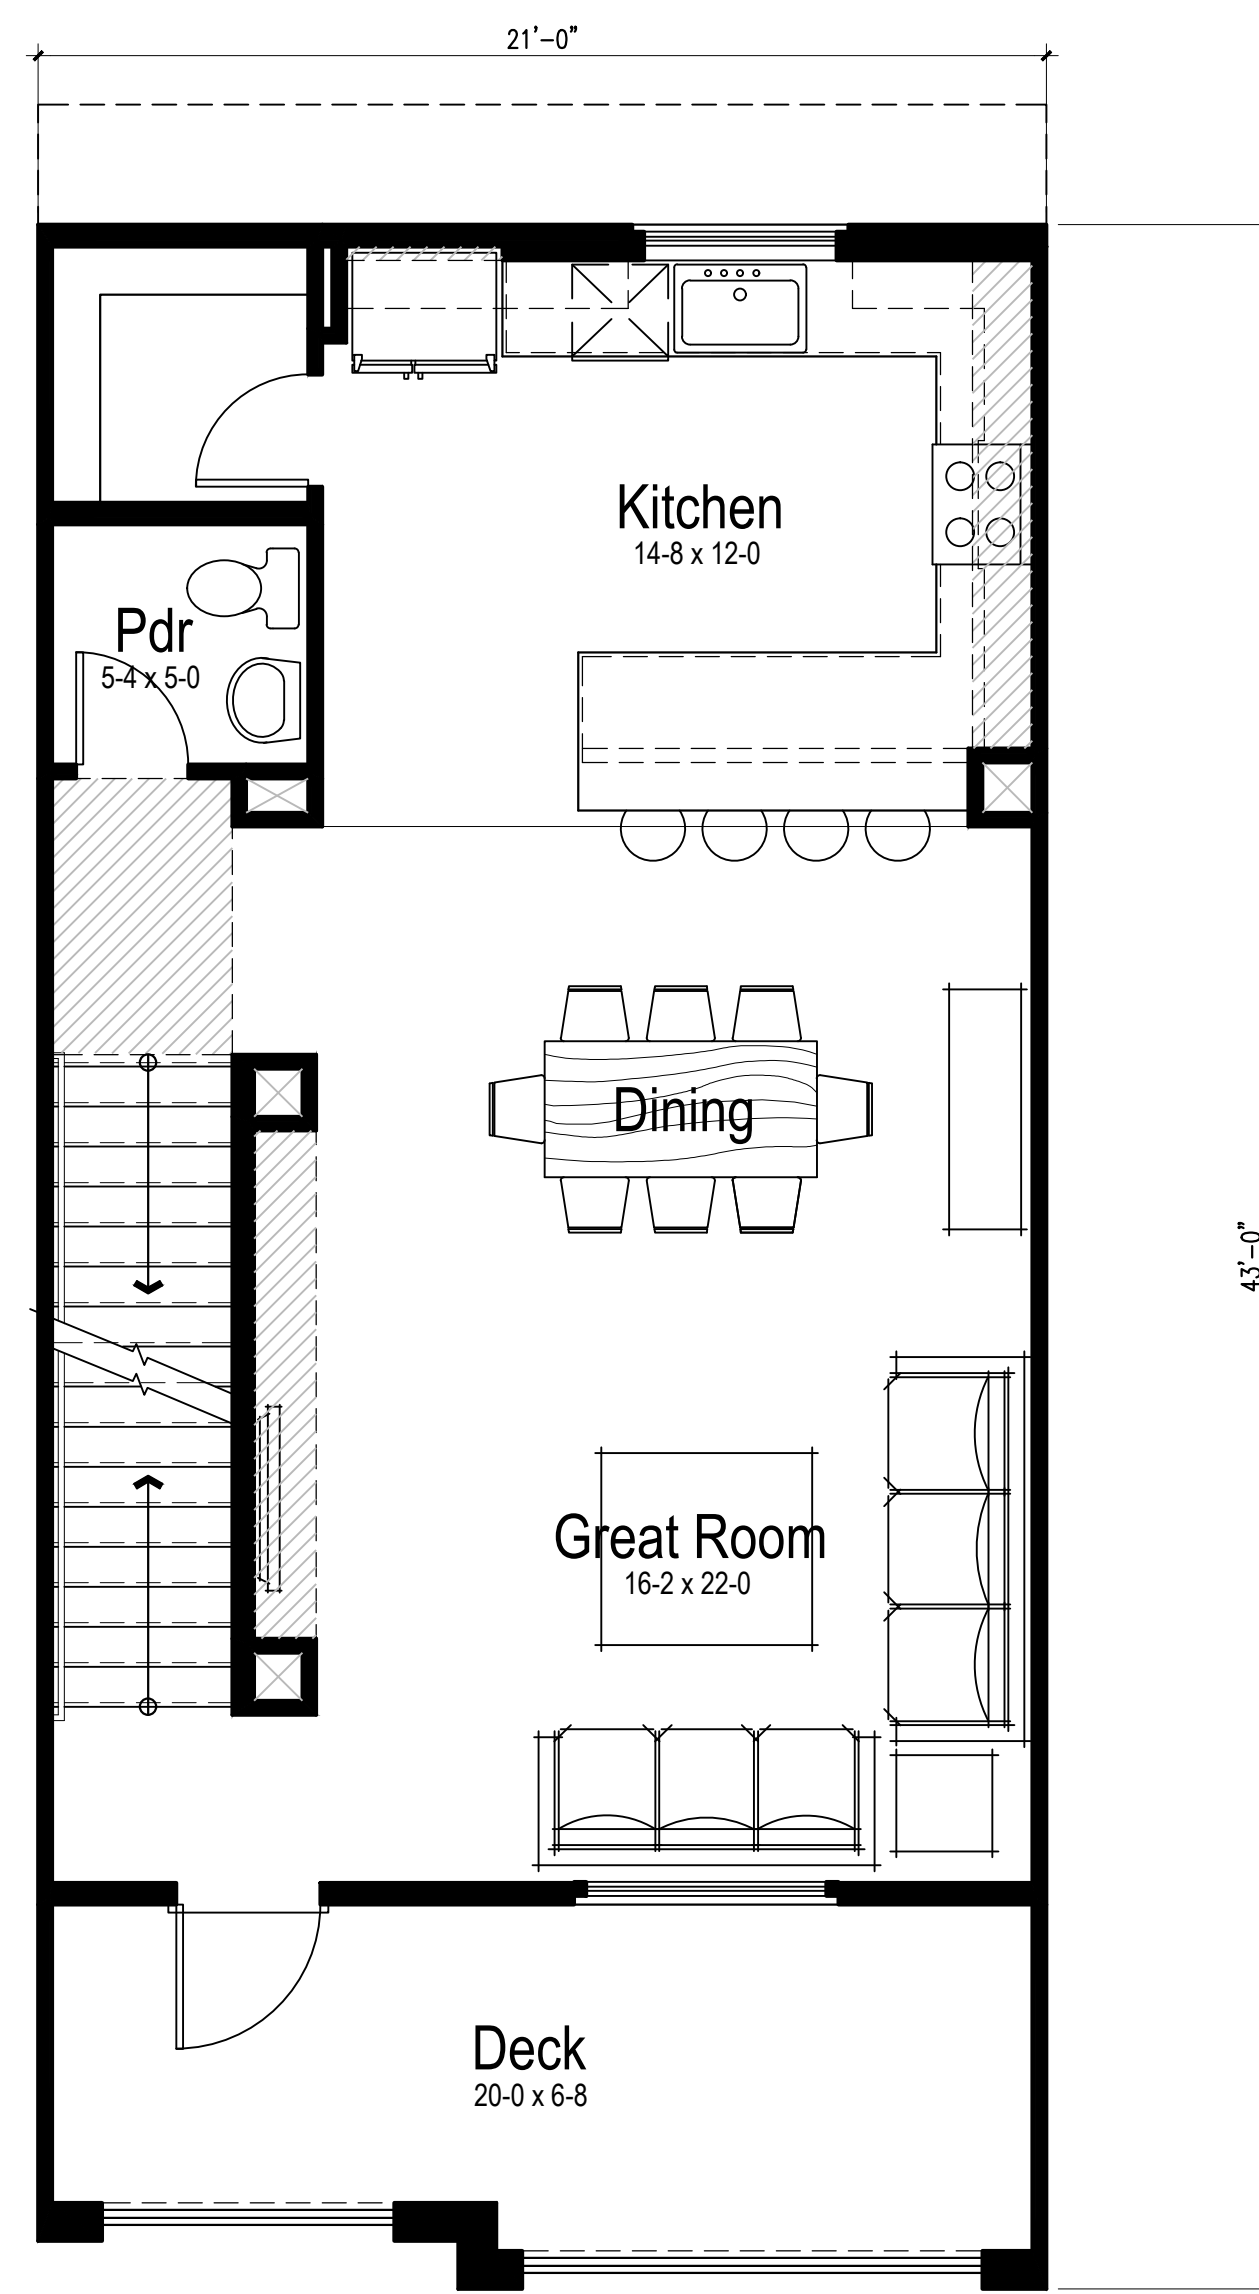 21'-0"
Kitchen
14-8 x 12-0
Pdr
5-4 x 5-0
Dining
43'-0"
Great Room
16-2 x 22-0
Deck
20-0 x 6-8